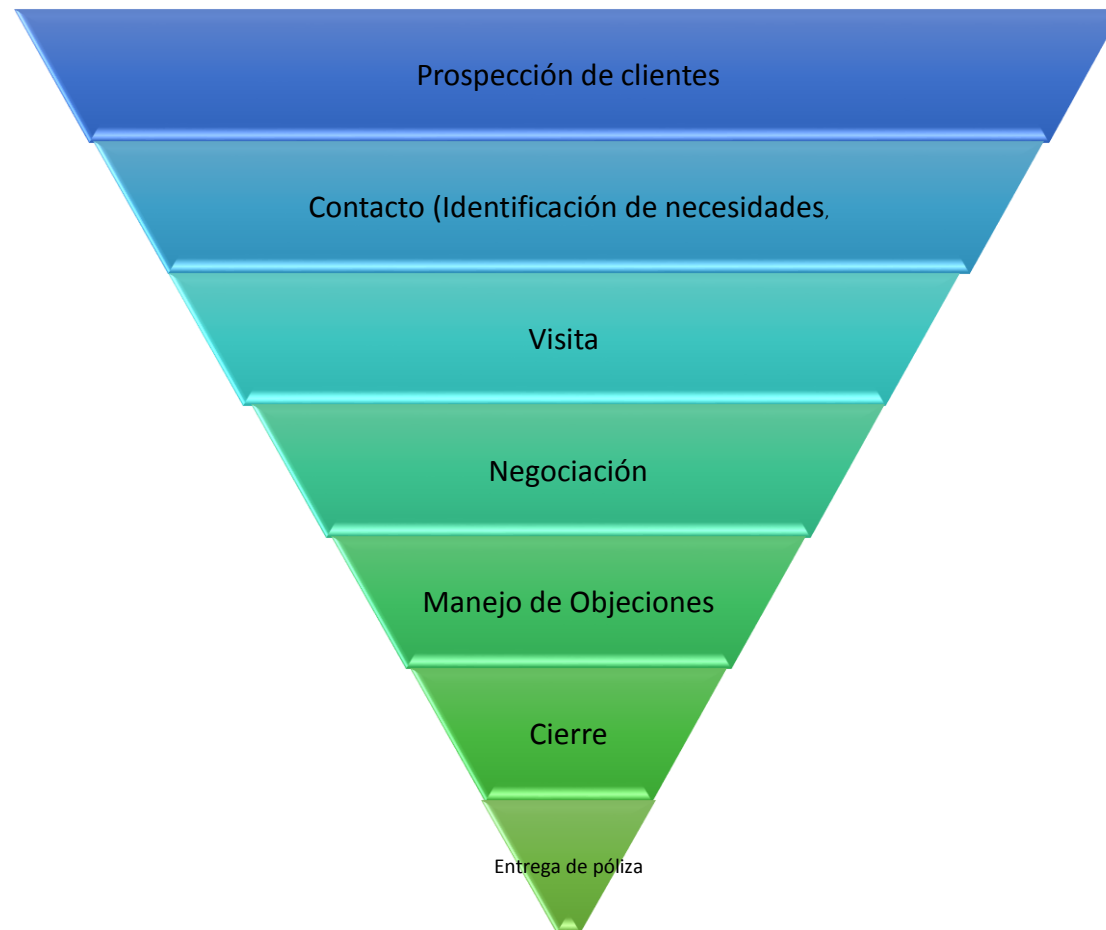 Prospección de clientes
Contacto (Identificación de necesidades,
Visita
Negociación
Manejo de Objeciones
Cierre
Entrega de póliza